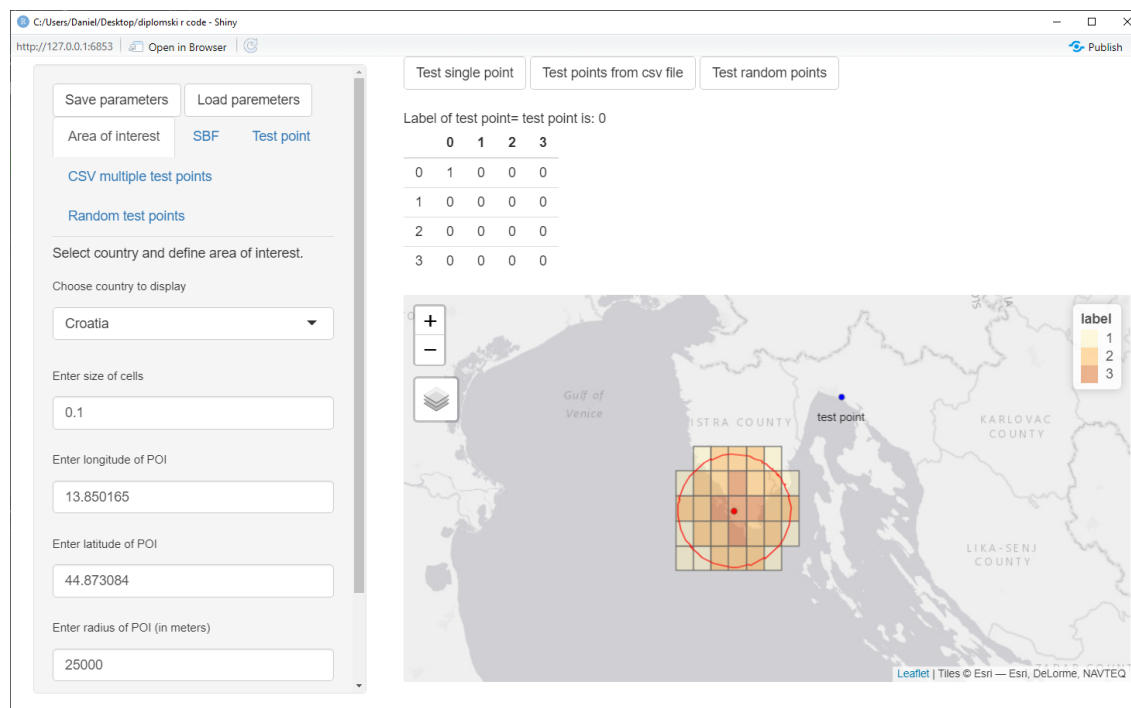 C:/Users/Daniel/Desktop/diplomski r code - Shiny
http://127.0.0.1:6853 Open in Browser Publish
Save parameters Load paremeters
Area of interest SBF Test point
CSV multiple test points
Random test points
Select country and define area of interest.
Choose country to display
Croatia
Enter size of cells
0.1
Enter longitude of POI
13.850165
Enter latitude of POI
44.873084
Enter radius of POI (in meters)
25000
Test single point Test points from csv file Test random points
Label of test point= test point is: 0
0 1 2 3
0 1 0 0 0
1 0 0 0 0
2 0 0 0 0
3 0 0 0 0
+
−
label
1
2
3
Gulf of
Venice
ISTRA COUNTY
test point
KARLOVAC
COUNTY
LIKA-SENJ
COUNTY
Leaflet | Tiles © Esri — Esri, DeLorme, NAVTEQ